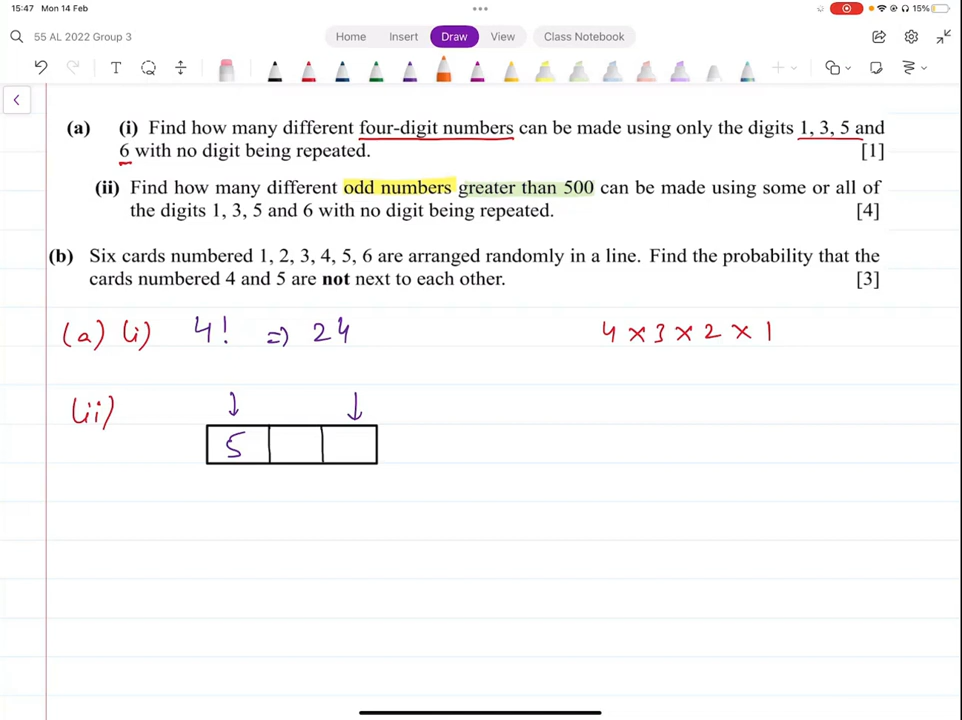 15:47 Mon 14 Feb
15%
55 AL 2022 Group 3
Home Insert Draw View Class Notebook
(a) (i) Find how many different four-digit numbers can be made using only the digits 1, 3, 5 and
6 with no digit being repeated. [1]
(ii) Find how many different odd numbers greater than 500 can be made using some or all of
the digits 1, 3, 5 and 6 with no digit being repeated. [4]
(b) Six cards numbered 1, 2, 3, 4, 5, 6 are arranged randomly in a line. Find the probability that the
cards numbered 4 and 5 are not next to each other. [3]
(a) (i) 4! => 24 4 × 3 × 2 × 1
(ii) ↓ ↓
5